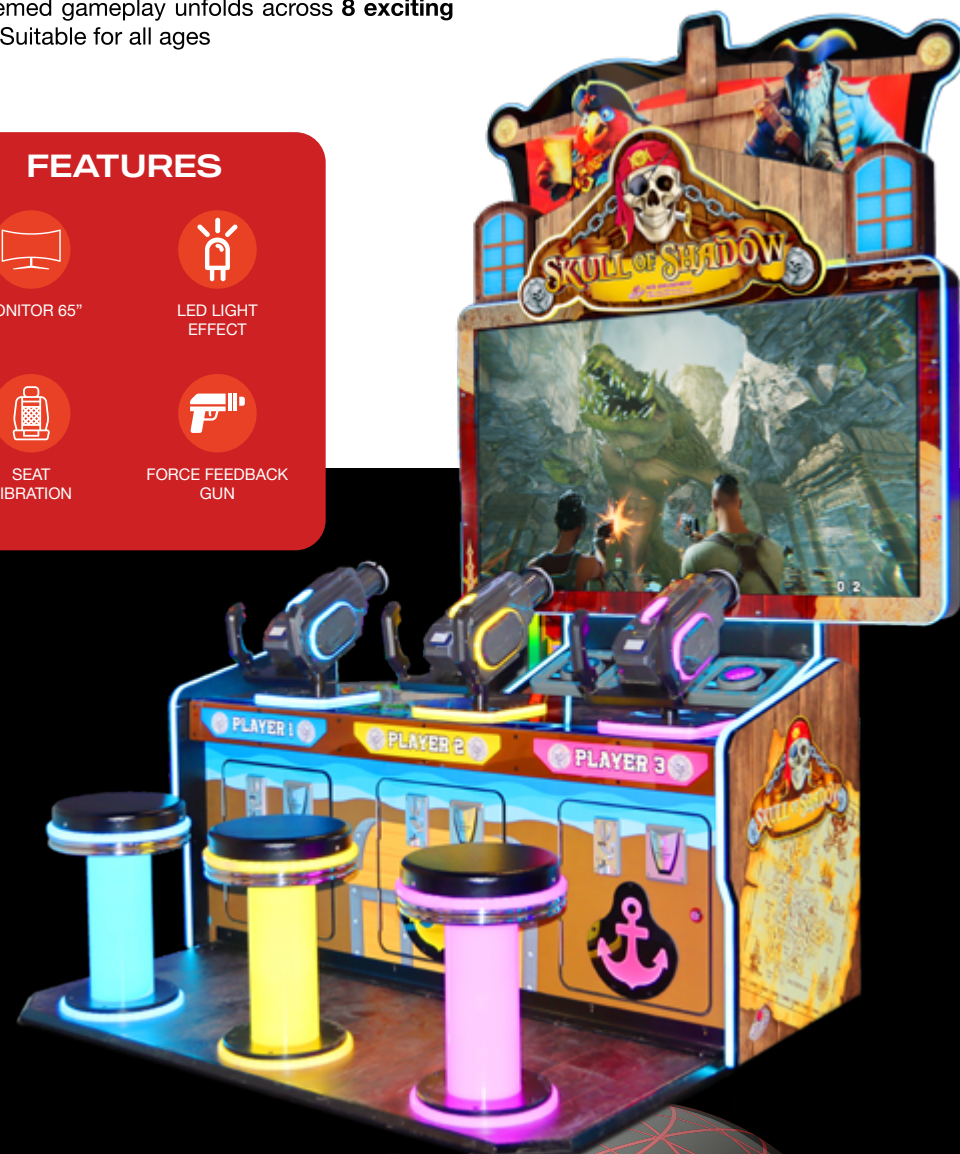 emed gameplay unfolds across 8 exciting
Suitable for all ages
FEATURES
ONITOR 65”
LED LIGHT
EFFECT
SEAT
IBRATION
FORCE FEEDBACK
GUN
SKULL OF SHADOW
02
PLAYER 1
PLAYER 2
PLAYER 3
SKULL OF SHADOW